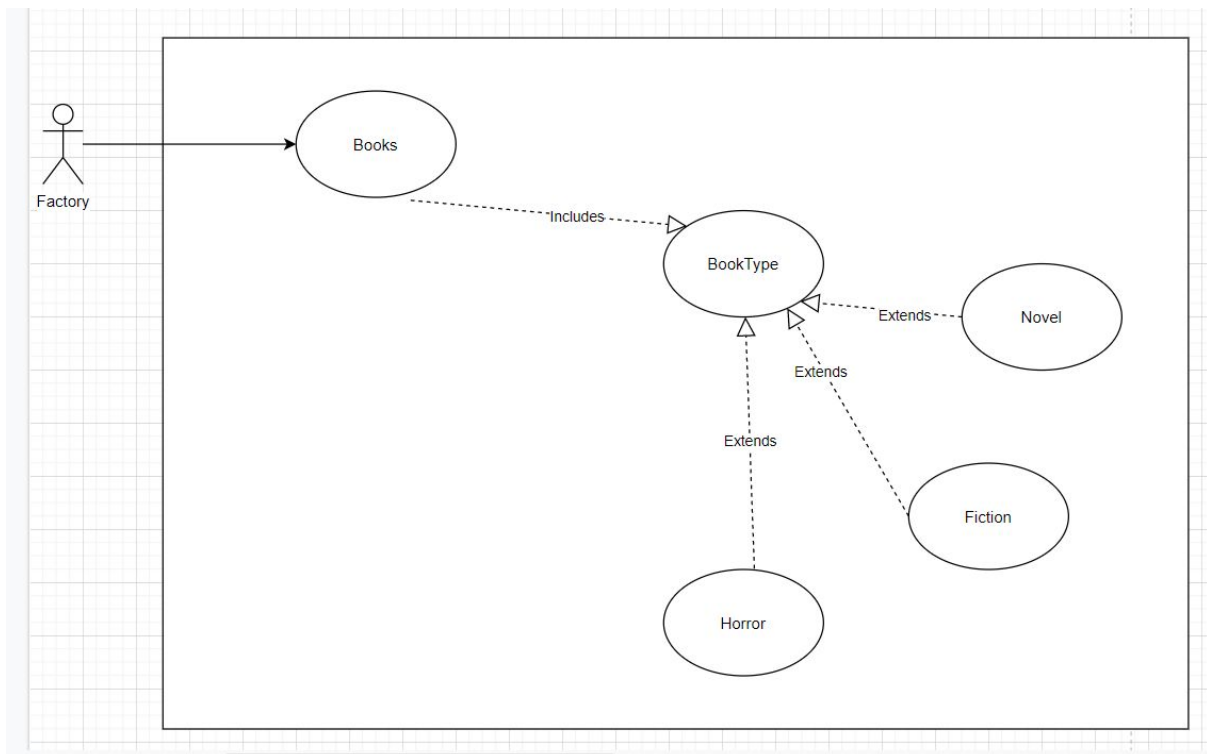 Books
Factory
Includes
BookType
Extends
Novel
Extends
Extends
Fiction
Horror